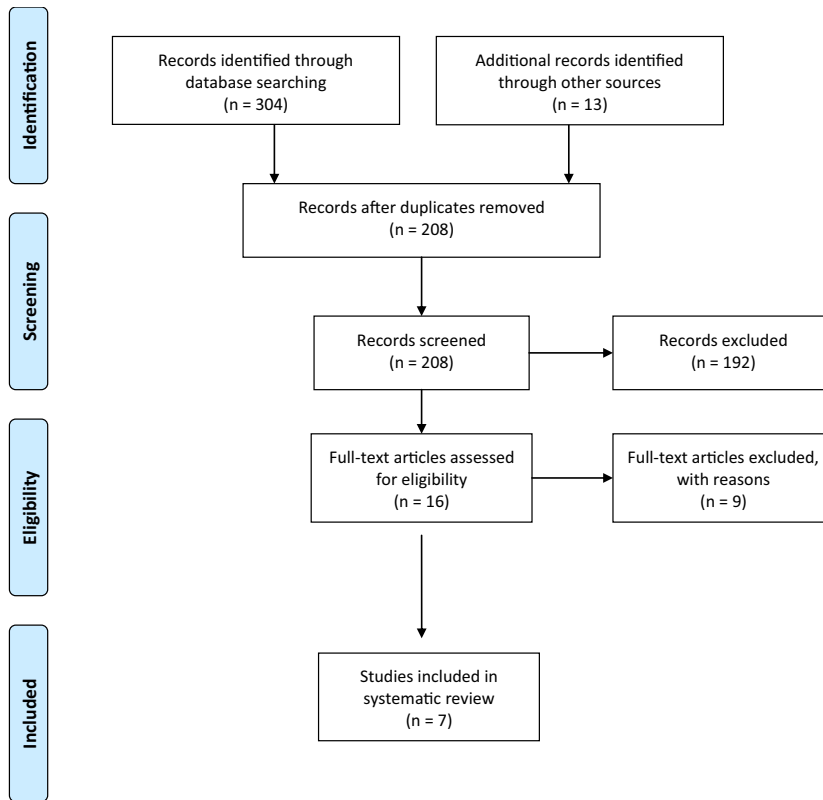 Identification
Records identified through
database searching
(n = 304)
Additional records identified
through other sources
(n = 13)
Records after duplicates removed
(n = 208)
Screening
Records screened
(n = 208)
Records excluded
(n = 192)
Eligibility
Full-text articles assessed
for eligibility
(n = 16)
Full-text articles excluded,
with reasons
(n = 9)
Included
Studies included in
systematic review
(n = 7)